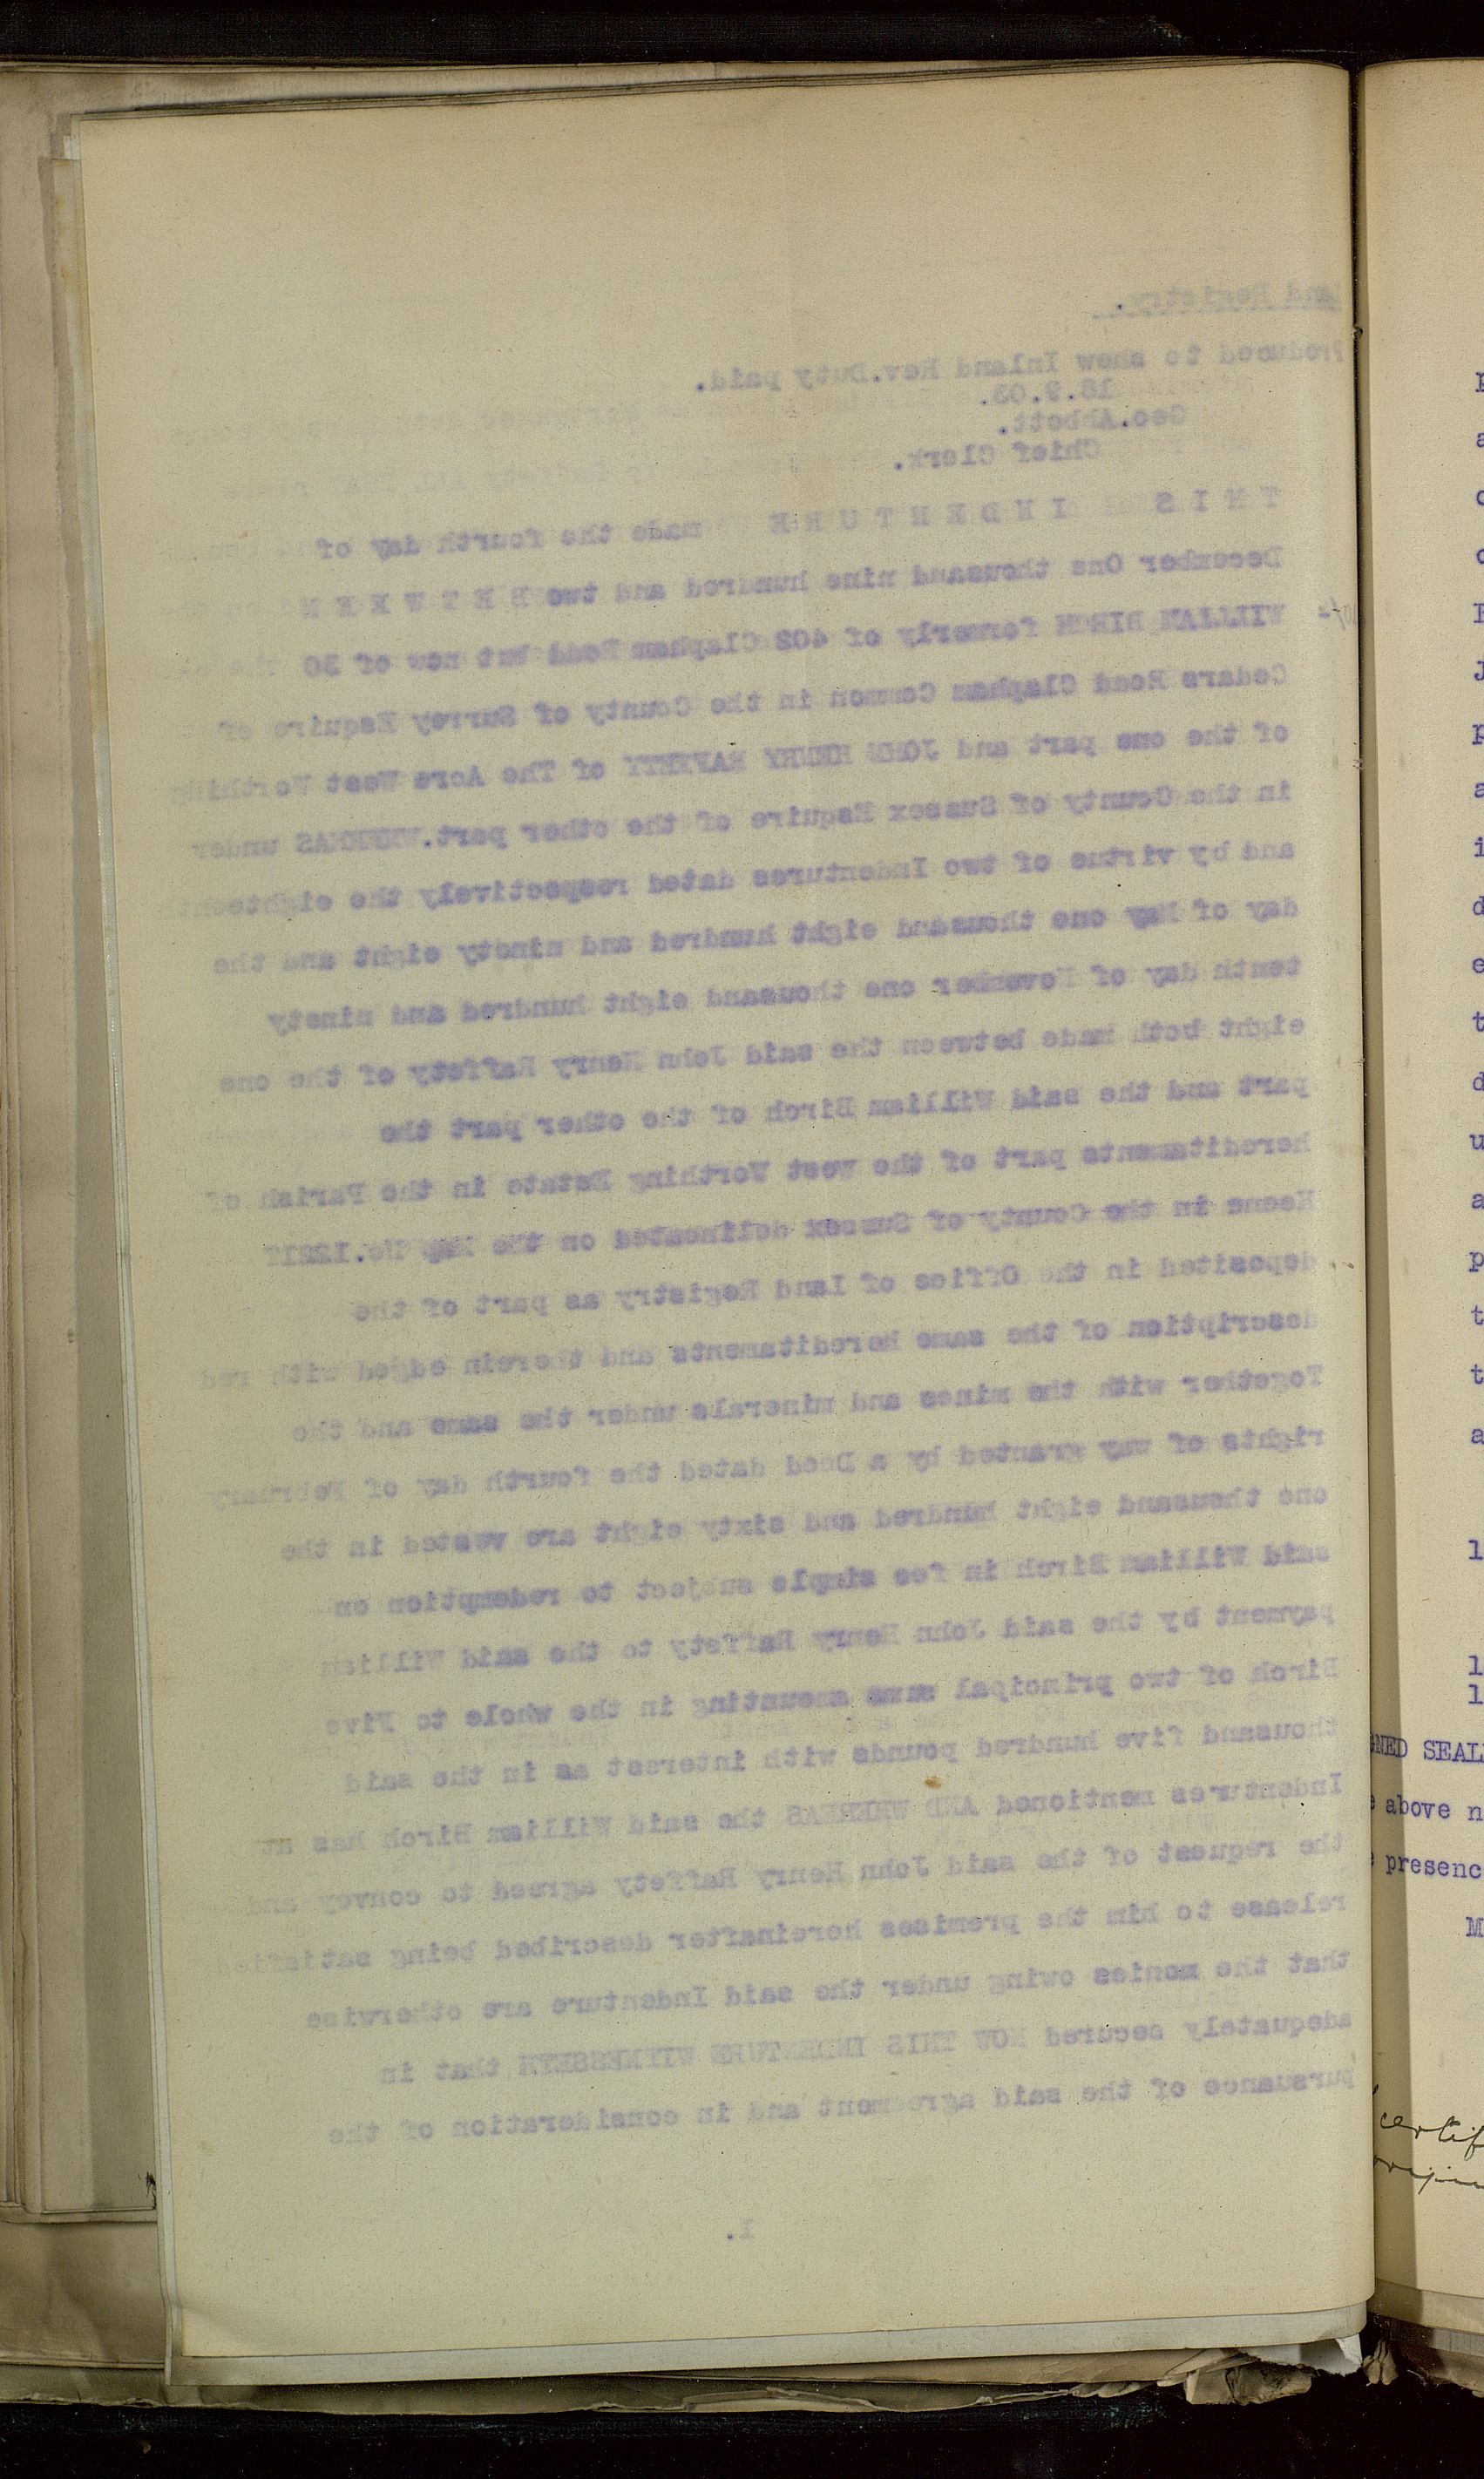 Land Registry.
Produced to shew Inland Rev.Duty paid.
18.9.03.
Geo.Abbott.
Chief Clerk.
THIS INDENTURE made the fourth day of
December One thousand nine hundred and two BETWEEN
WILLIAM BIRCH formerly of 402 Clapham Road but now of 30
Cedars Road Clapham Common in the County of Surrey Esquire of
of the one part and JOHN HENRY RAFFETY of The Acre West Worthing
in the County of Sussex Esquire of the other part.WHEREAS under
and by virtue of two Indentures dated respectively the eighteenth
day of May one thousand eight hundred and ninety eight and the
tenth day of November one thousand eight hundred and ninety
eight both made between the said John Henry Raffety of the one
part and the said William Birch of the other part the
hereditaments part of the West Worthing Estate in the Parish of
Heene in the County of Sussex delineated on the Map No.
deposited in the Office of Land Registry as part of the
description of the same hereditaments and therein edged with red
Together with the mines and minerals under the same and the
rights of way granted by a Deed dated the fourth day of February
one thousand eight hundred and sixty eight are vested in the
said William Birch in fee simple subject to redemption on
payment by the said John Henry Raffety to the said William
Birch of two principal sums amounting in the whole to Five
thousand five hundred pounds with interest as in the said
Indentures mentioned AND WHEREAS the said William Birch has at
the request of the said John Henry Raffety agreed to convey and
release to him the premises hereinafter described being satisfied
that the monies owing under the said Indenture are otherwise
adequately secured NOW THIS INDENTURE WITNESSETH that in
pursuance of the said agreement and in consideration of the
1.
GNED SEAL
above n
presenc
M
certif